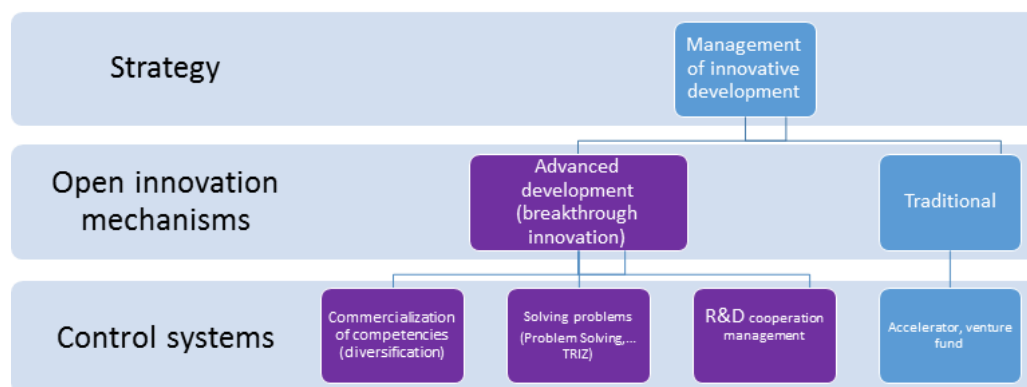 Strategy
Management
of innovative
development
Open innovation
mechanisms
Advanced
development
(breakthrough
innovation)
Traditional
Control systems
Commercialization
of competencies
(diversification)
Solving problems
(Problem Solving,...
TRIZ)
R&D cooperation
management
Accelerator, venture
fund